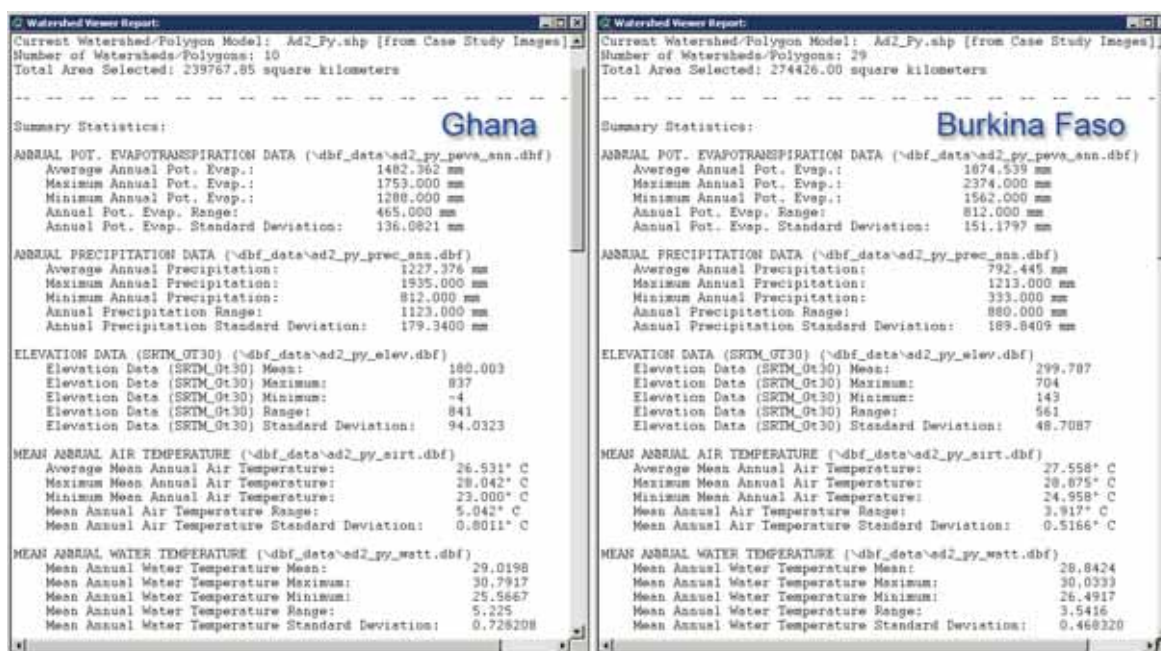 Watershed Viewer Report:
Current Watershed/Polygon Model: Ad2_Py.shp [from Case Study Images]
Number of Watersheds/Polygons: 10
Total Area Selected: 239767.85 square kilometers
-- -- -- -- -- -- -- -- -- -- -- -- -- -- -- -- -- -
Summary Statistics:
Ghana
ANNUAL POT. EVAPOTRANSPIRATION DATA (\dbf_data\ad2_py_peva_ann.dbf)
Average Annual Pot. Evap.: 1482.362 mm
Maximum Annual Pot. Evap.: 1753.000 mm
Minimum Annual Pot. Evap.: 1288.000 mm
Annual Pot. Evap. Range: 465.000 mm
Annual Pot. Evap. Standard Deviation: 136.0821 mm
ANNUAL PRECIPITATION DATA (\dbf_data\ad2_py_prec_ann.dbf)
Average Annual Precipitation: 1227.376 mm
Maximum Annual Precipitation: 1935.000 mm
Minimum Annual Precipitation: 812.000 mm
Annual Precipitation Range: 1123.000 mm
Annual Precipitation Standard Deviation: 179.3400 mm
ELEVATION DATA (SRTM_GT30) (\dbf_data\ad2_py_elev.dbf)
Elevation Data (SRTM_Gt30) Mean: 180.003
Elevation Data (SRTM_Gt30) Maximum: 837
Elevation Data (SRTM_Gt30) Minimum: -4
Elevation Data (SRTM_Gt30) Range: 841
Elevation Data (SRTM_Gt30) Standard Deviation: 94.0323
MEAN ANNUAL AIR TEMPERATURE (\dbf_data\ad2_py_airt.dbf)
Average Mean Annual Air Temperature: 26.531° C
Maximum Mean Annual Air Temperature: 28.042° C
Minimum Mean Annual Air Temperature: 23.000° C
Mean Annual Air Temperature Range: 5.042° C
Mean Annual Air Temperature Standard Deviation: 0.8011° C
MEAN ANNUAL WATER TEMPERATURE (\dbf_data\ad2_py_watt.dbf)
Mean Annual Water Temperature Mean: 29.0198
Mean Annual Water Temperature Maximum: 30.7917
Mean Annual Water Temperature Minimum: 25.5667
Mean Annual Water Temperature Range: 5.225
Mean Annual Water Temperature Standard Deviation: 0.728208
Watershed Viewer Report:
Current Watershed/Polygon Model: Ad2_Py.shp [from Case Study Images]
Number of Watersheds/Polygons: 29
Total Area Selected: 274426.00 square kilometers
-- -- -- -- -- -- -- -- -- -- -- -- -- -- -- -- -- -
Summary Statistics:
Burkina Faso
ANNUAL POT. EVAPOTRANSPIRATION DATA (\dbf_data\ad2_py_peva_ann.dbf)
Average Annual Pot. Evap.: 1874.539 mm
Maximum Annual Pot. Evap.: 2374.000 mm
Minimum Annual Pot. Evap.: 1562.000 mm
Annual Pot. Evap. Range: 812.000 mm
Annual Pot. Evap. Standard Deviation: 151.1797 mm
ANNUAL PRECIPITATION DATA (\dbf_data\ad2_py_prec_ann.dbf)
Average Annual Precipitation: 792.445 mm
Maximum Annual Precipitation: 1213.000 mm
Minimum Annual Precipitation: 333.000 mm
Annual Precipitation Range: 880.000 mm
Annual Precipitation Standard Deviation: 189.8409 mm
ELEVATION DATA (SRTM_GT30) (\dbf_data\ad2_py_elev.dbf)
Elevation Data (SRTM_Gt30) Mean: 299.787
Elevation Data (SRTM_Gt30) Maximum: 704
Elevation Data (SRTM_Gt30) Minimum: 143
Elevation Data (SRTM_Gt30) Range: 561
Elevation Data (SRTM_Gt30) Standard Deviation: 48.7087
MEAN ANNUAL AIR TEMPERATURE (\dbf_data\ad2_py_airt.dbf)
Average Mean Annual Air Temperature: 27.558° C
Maximum Mean Annual Air Temperature: 28.875° C
Minimum Mean Annual Air Temperature: 24.958° C
Mean Annual Air Temperature Range: 3.917° C
Mean Annual Air Temperature Standard Deviation: 0.5166° C
MEAN ANNUAL WATER TEMPERATURE (\dbf_data\ad2_py_watt.dbf)
Mean Annual Water Temperature Mean: 28.8424
Mean Annual Water Temperature Maximum: 30.0333
Mean Annual Water Temperature Minimum: 26.4917
Mean Annual Water Temperature Range: 3.5416
Mean Annual Water Temperature Standard Deviation: 0.468320